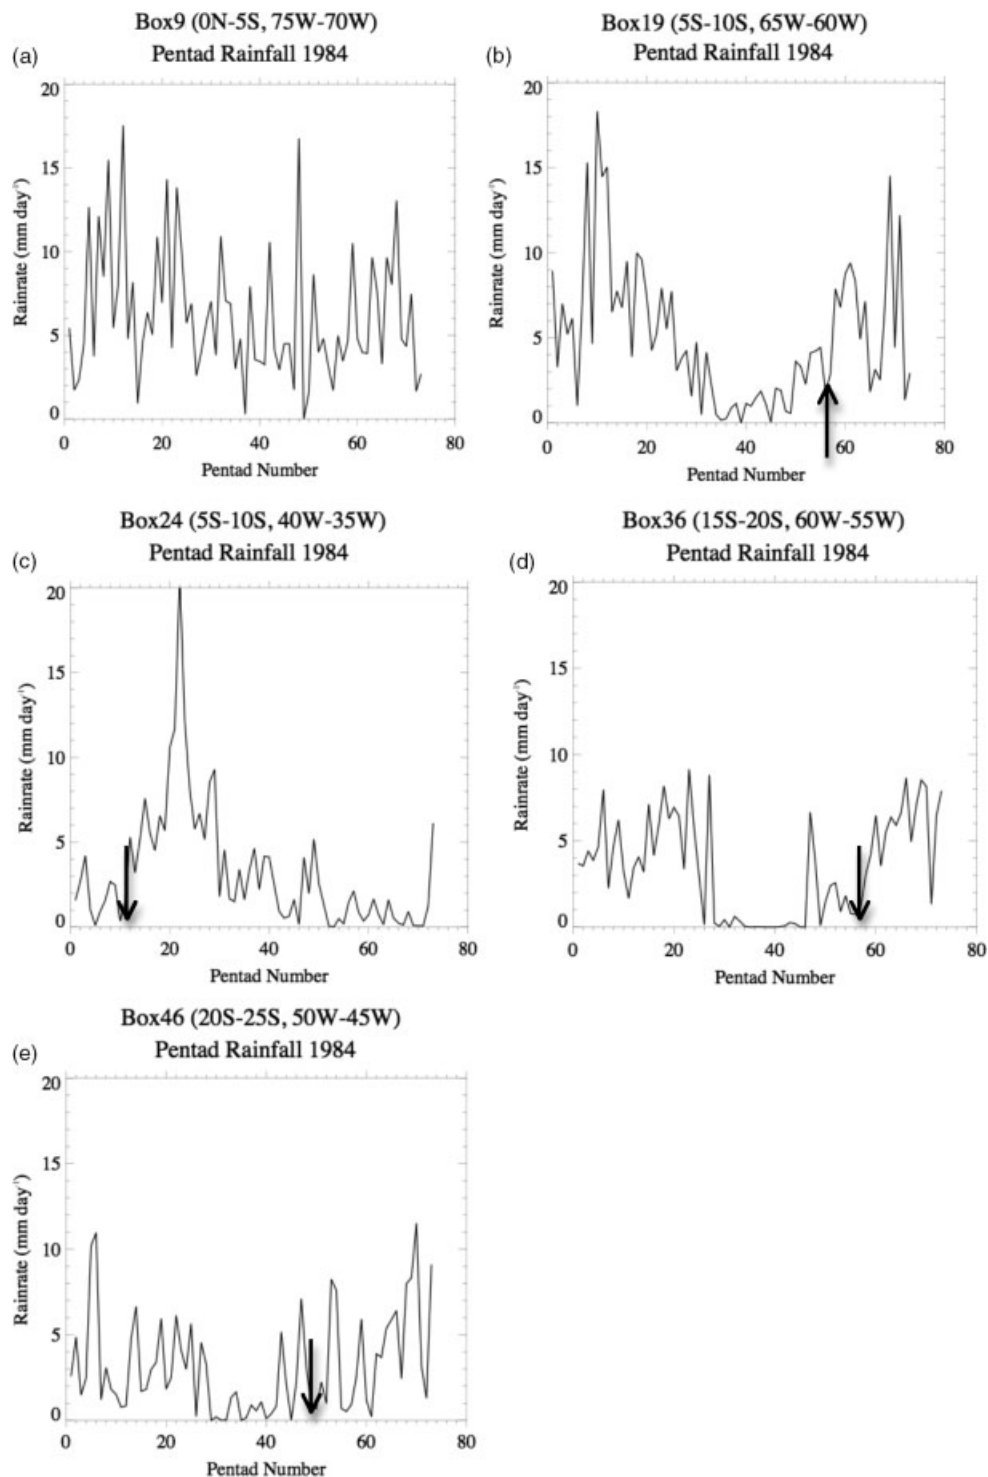 Box9 (0N-5S, 75W-70W)
(a)
Pentad Rainfall 1984
20
15
10
5
0
Rainrate (mm day⁻¹)
0 20 40 60 80
Pentad Number
Box19 (5S-10S, 65W-60W)
(b)
Pentad Rainfall 1984
20
15
10
5
0
Rainrate (mm day⁻¹)
0 20 40 60 80
Pentad Number
Box24 (5S-10S, 40W-35W)
(c)
Pentad Rainfall 1984
20
15
10
5
0
Rainrate (mm day⁻¹)
0 20 40 60 80
Pentad Number
Box36 (15S-20S, 60W-55W)
(d)
Pentad Rainfall 1984
20
15
10
5
0
Rainrate (mm day⁻¹)
0 20 40 60 80
Pentad Number
Box46 (20S-25S, 50W-45W)
(e)
Pentad Rainfall 1984
20
15
10
5
0
Rainrate (mm day⁻¹)
0 20 40 60 80
Pentad Number